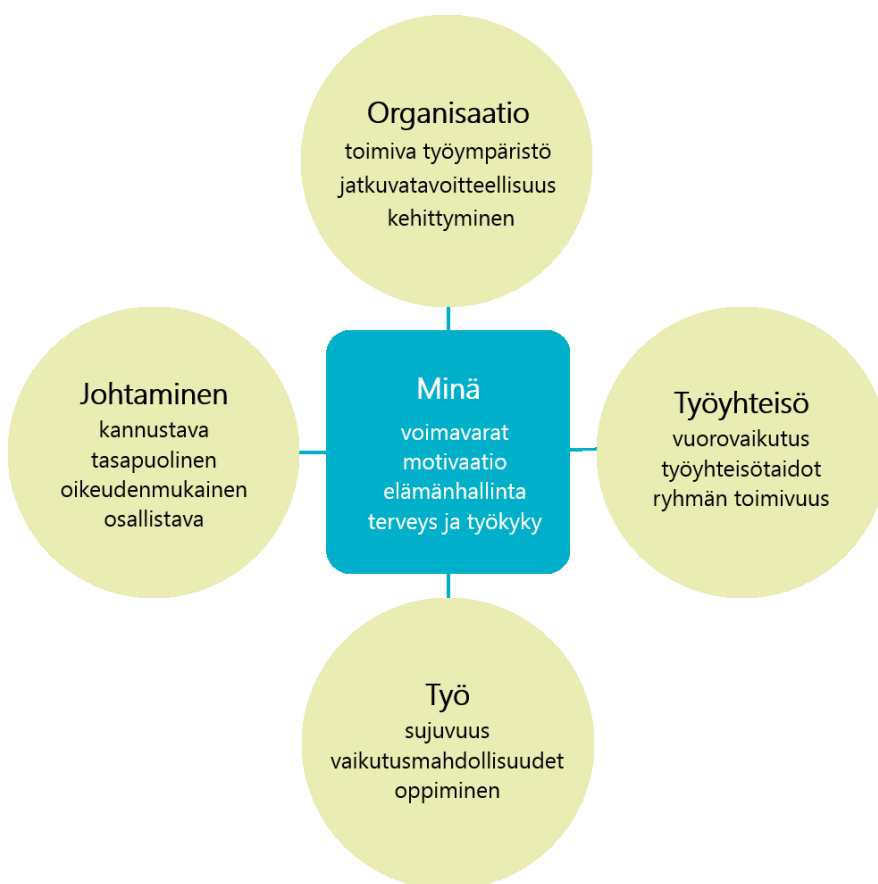 Organisaatio
toimiva työympäristö
jatkuvatavoitteellisuus
kehittyminen
Johtaminen
kannustava
tasapuolinen
oikeudenmukainen
osallistava
Minä
voimavarat
motivaatio
elämänhallinta
terveys ja työkyky
Työyhteisö
vuorovaikutus
työyhteisötaidot
ryhmän toimivuus
Työ
sujuvuus
vaikutusmahdollisuudet
oppiminen